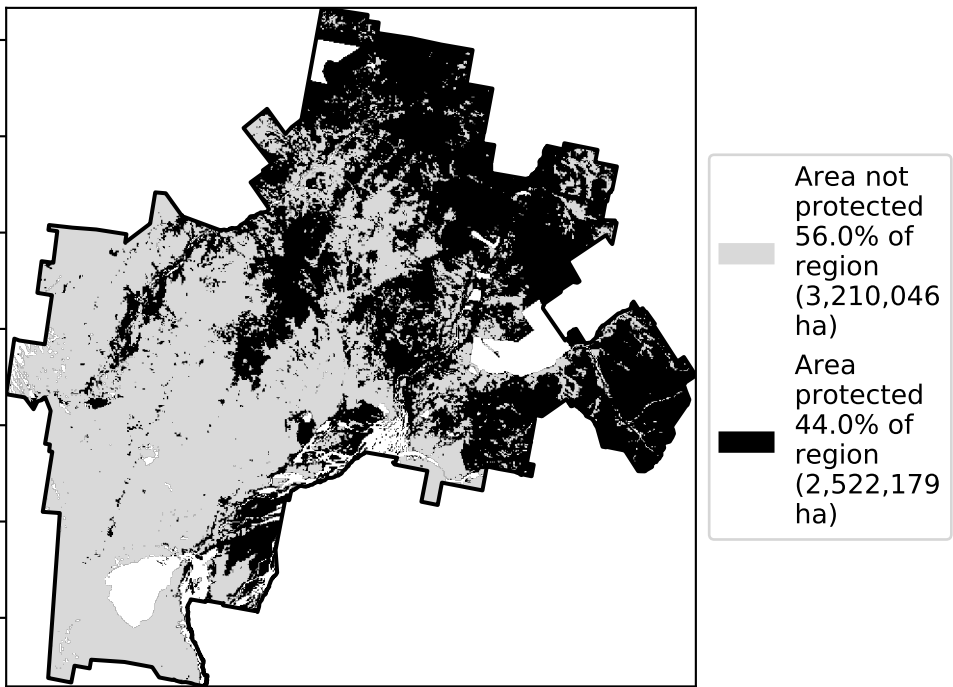 Area not
protected
56.0% of
region
(3,210,046
ha)
Area
protected
44.0% of
region
(2,522,179
ha)